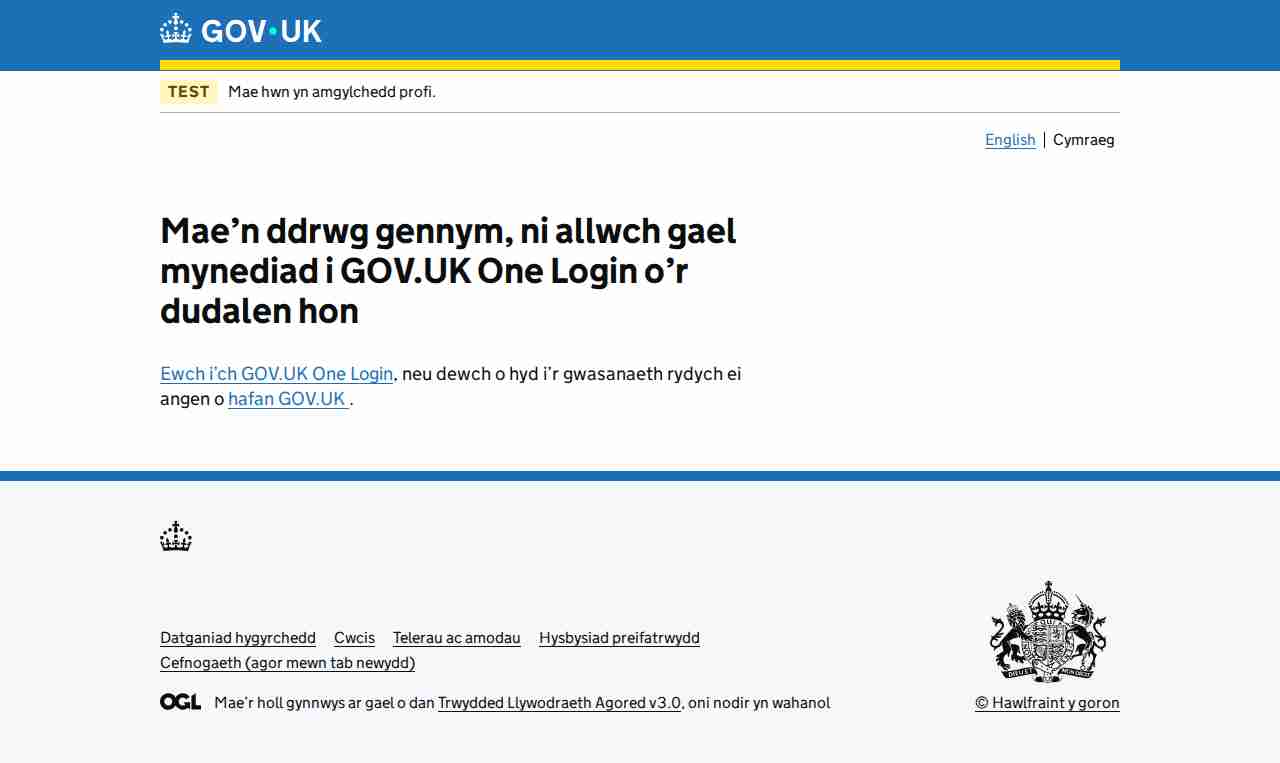 GOV·UK
TEST Mae hwn yn amgylchedd profi.
English | Cymraeg
Mae’n ddrwg gennym, ni allwch gael
mynediad i GOV.UK One Login o’r
dudalen hon
Ewch i’ch GOV.UK One Login, neu dewch o hyd i’r gwasanaeth rydych ei
angen o hafan GOV.UK .
Datganiad hygyrchedd Cwcis Telerau ac amodau Hysbysiad preifatrwydd
Cefnogaeth (agor mewn tab newydd)
OGL Mae'r holl gynnwys ar gael o dan Trwydded Llywodraeth Agored v3.0, oni nodir yn wahanol
© Hawlfraint y goron